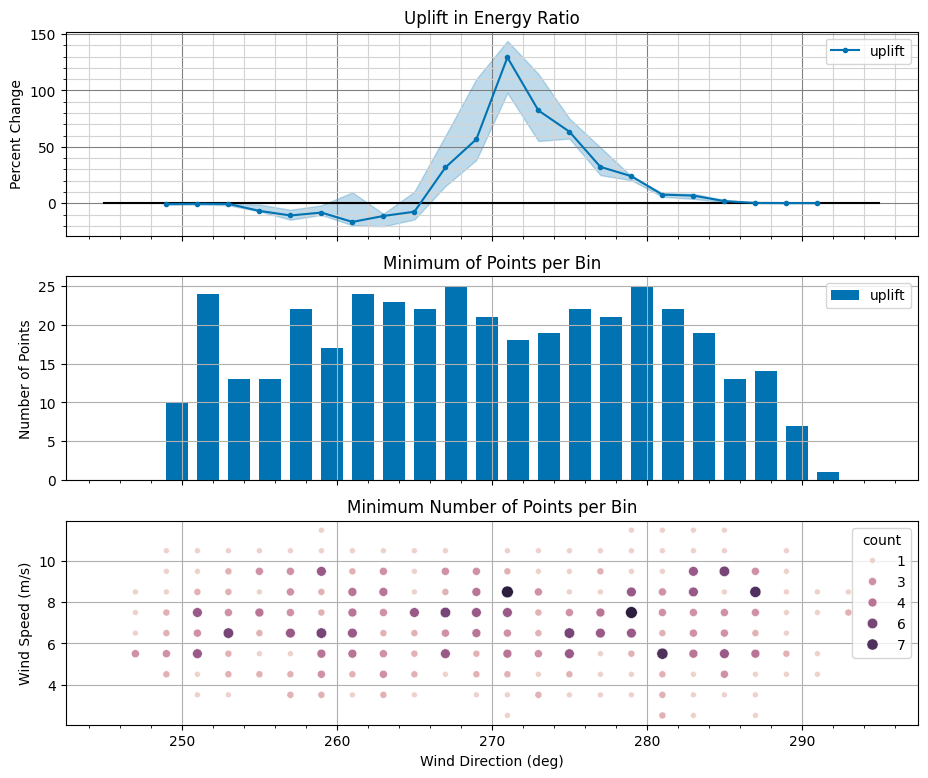 Uplift in Energy Ratio
150
100
50
0
Percent Change
uplift
Minimum of Points per Bin
25
20
15
10
5
0
Number of Points
uplift
Minimum Number of Points per Bin
10
8
6
4
Wind Speed (m/s)
count
1
3
4
6
7
250 260 270 280 290
Wind Direction (deg)